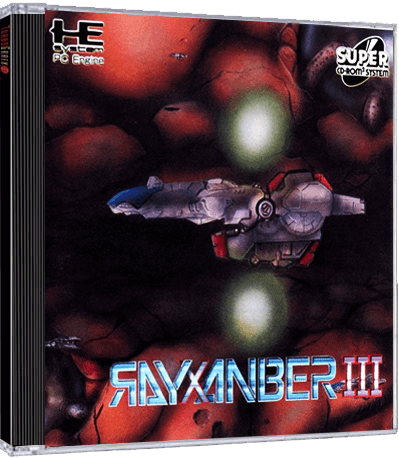 HE
SYSTEM
PC Engine
SUPER
CD-ROM² SYSTEM
RAYXANBER III